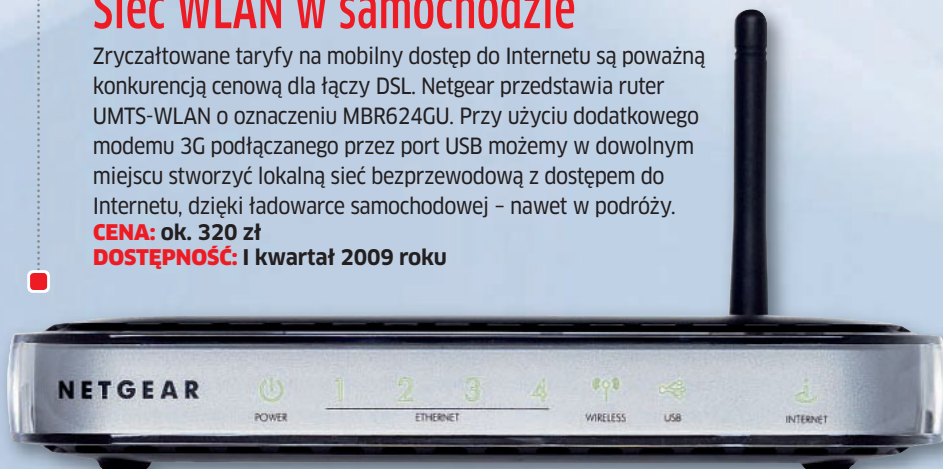 Sieć WLAN w samochodzie
Zryczałtowane taryfy na mobilny dostęp do Internetu są poważną
konkurencją cenową dla łączy DSL. Netgear przedstawia ruter
UMTS-WLAN o oznaczeniu MBR624GU. Przy użyciu dodatkowego
modemu 3G podłączanego przez port USB możemy w dowolnym
miejscu stworzyć lokalną sieć bezprzewodową z dostępem do
Internetu, dzięki ładowarce samochodowej – nawet w podróży.
CENA: ok. 320 zł
DOSTĘPNOŚĆ: I kwartał 2009 roku
NETGEAR
1 2 3 4
POWER ETHERNET WIRELESS USB INTERNET